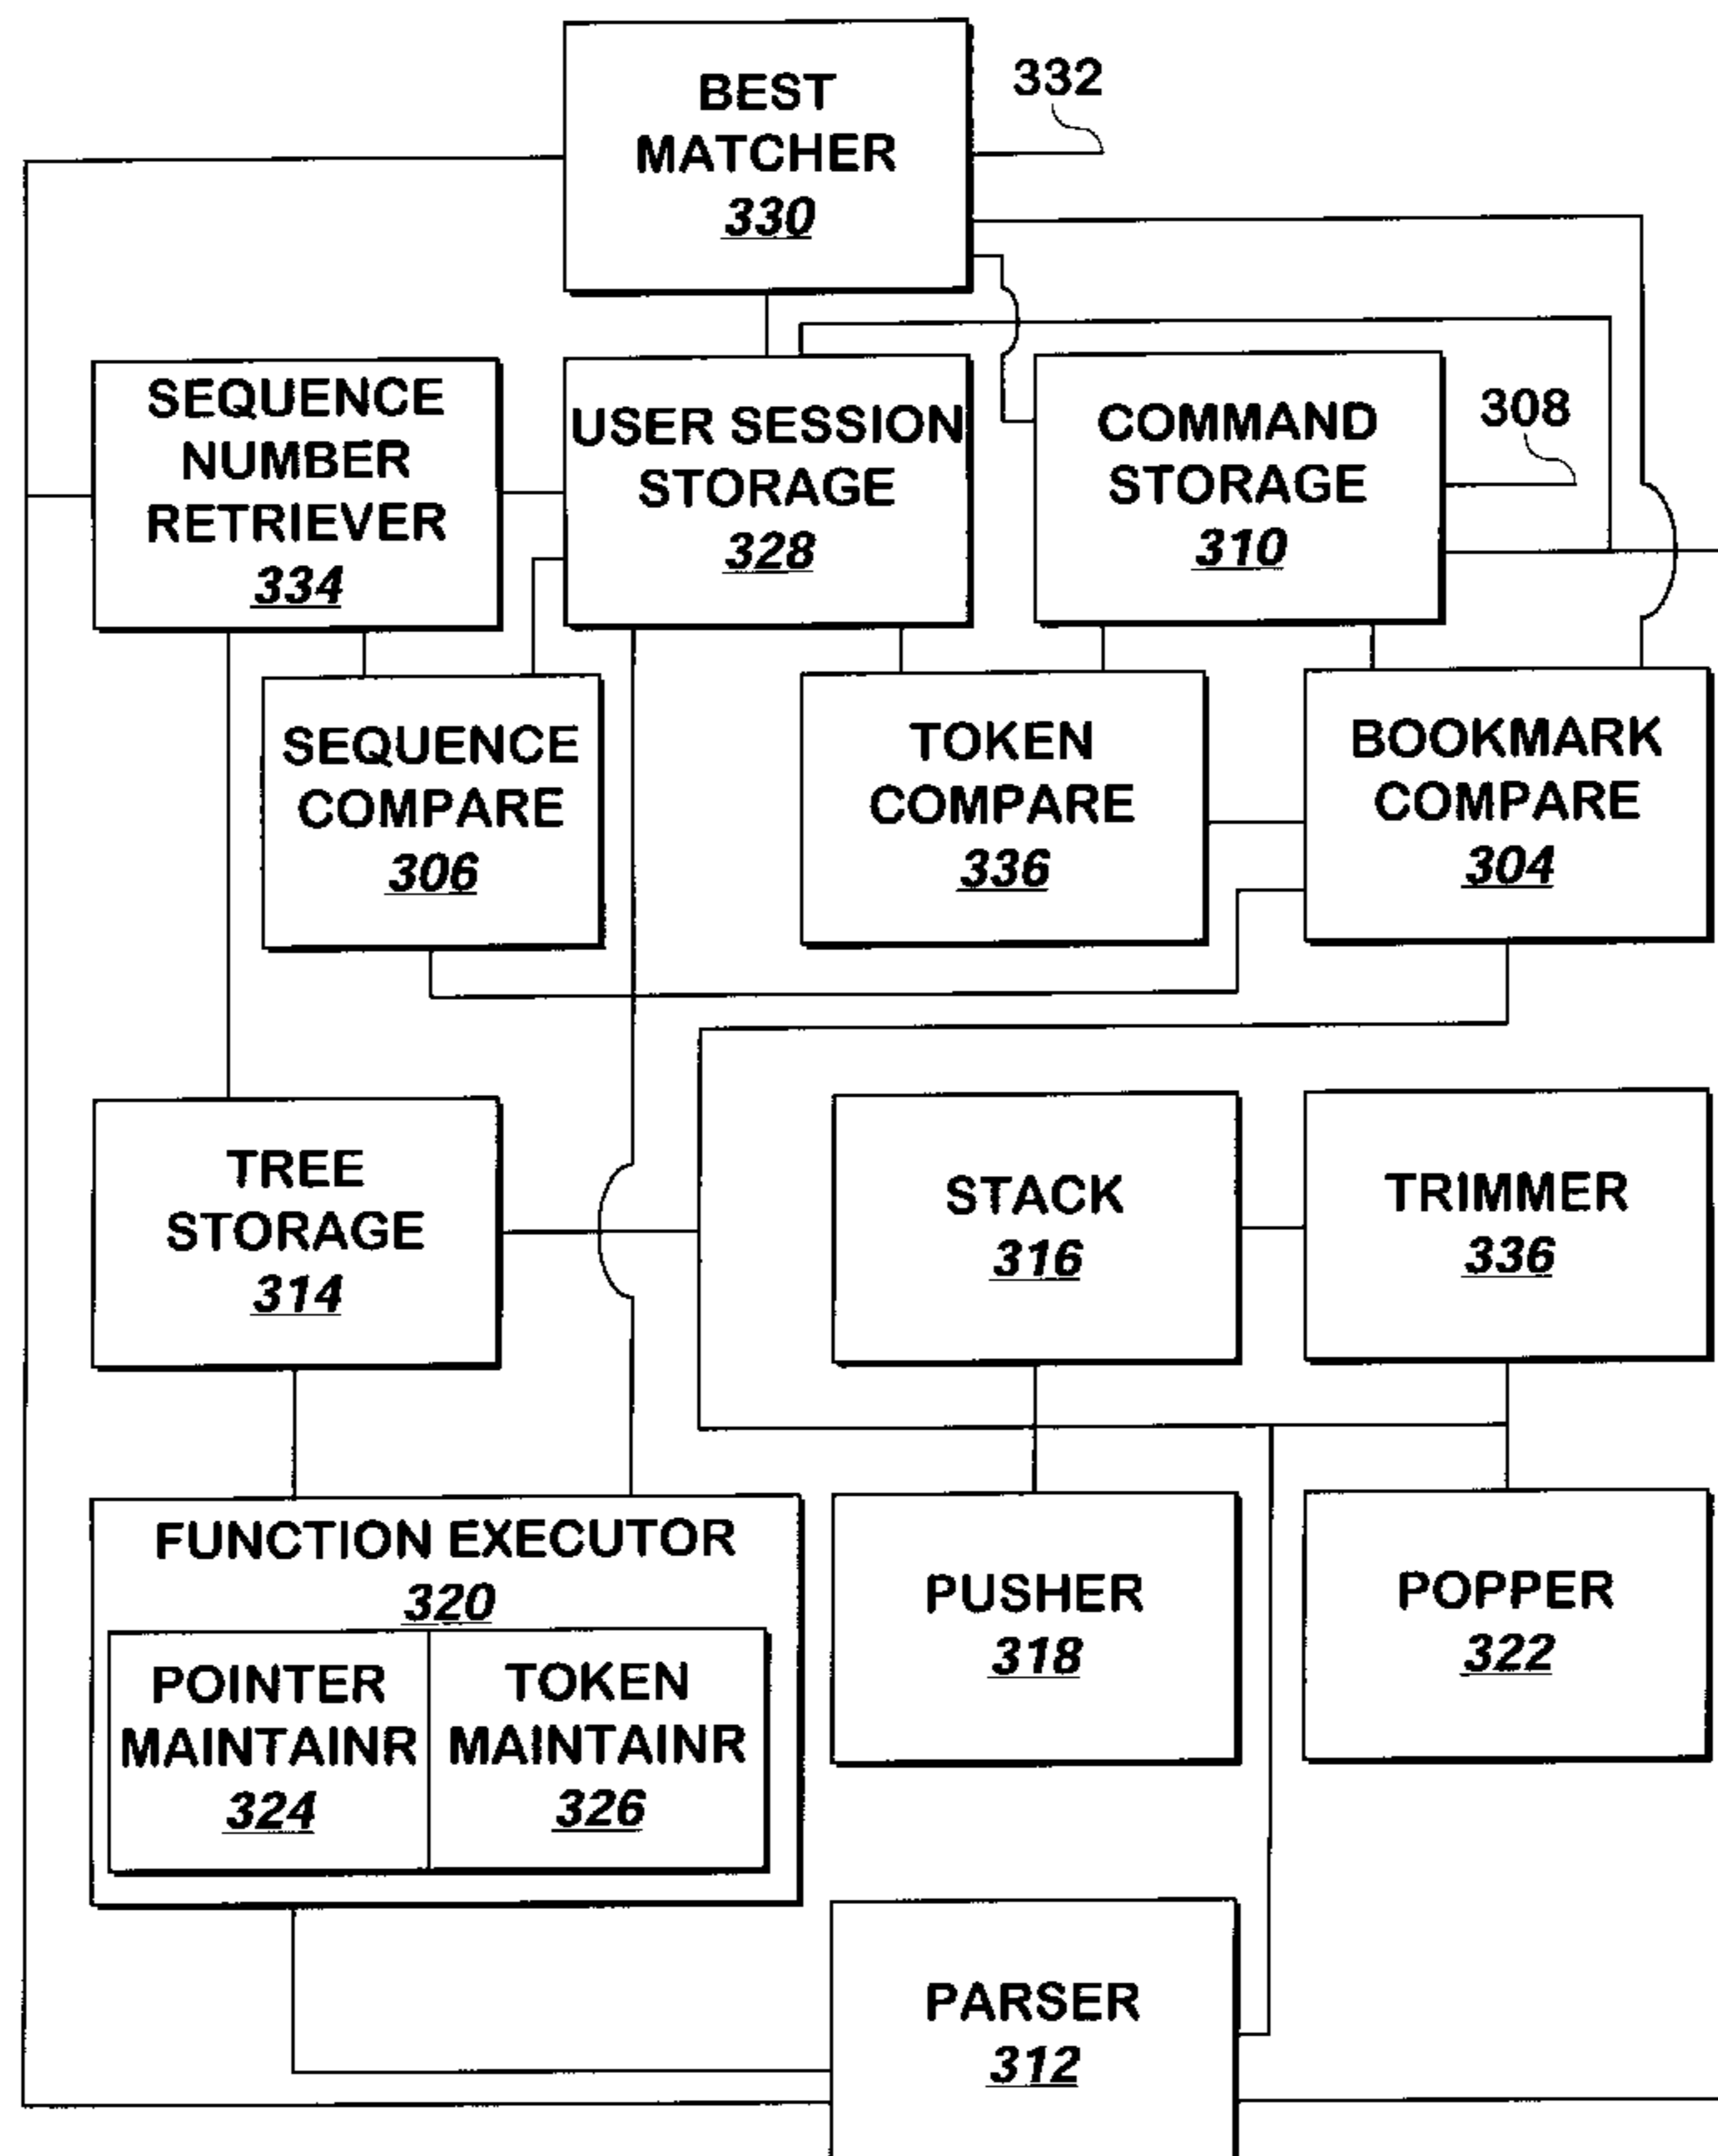 BEST
MATCHER
330
332
SEQUENCE
NUMBER
RETRIEVER
334
USER SESSION
STORAGE
328
COMMAND
STORAGE
310
308
SEQUENCE
COMPARE
306
TOKEN
COMPARE
336
BOOKMARK
COMPARE
304
TREE
STORAGE
314
STACK
316
TRIMMER
336
FUNCTION EXECUTOR
320
POINTER
MAINTAINR
324
TOKEN
MAINTAINR
326
PUSHER
318
POPPER
322
PARSER
312